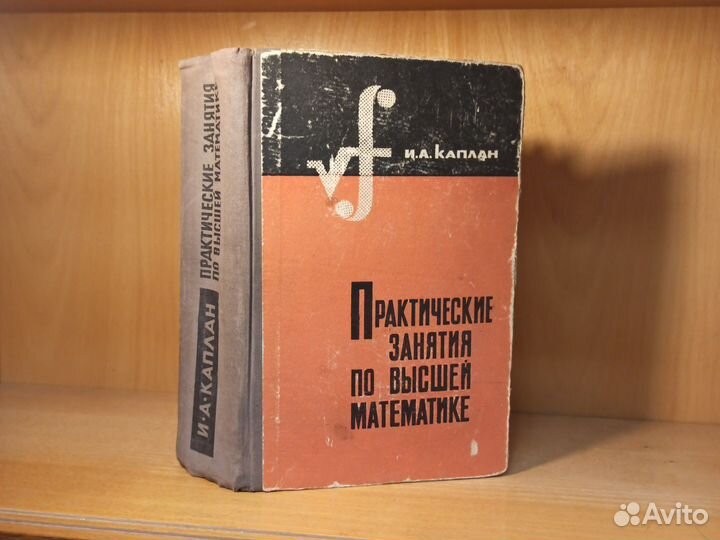 И.А.КАПЛАН
ПРАКТИЧЕСКИЕ
ЗАНЯТИЯ
ПО ВЫСШЕЙ
МАТЕМАТИКЕ
И·А·КАПЛАН
ПРАКТИЧЕСКИЕ ЗАНЯТИЯ
ПО ВЫСШЕЙ МАТЕМАТИКЕ
Avito